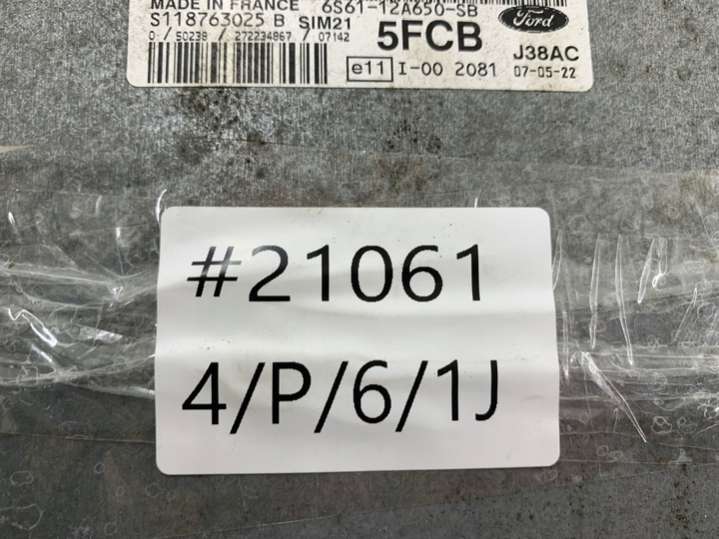 MADE IN FRANCE 6S61-12A650-SB
S118763025 B SIM21 Ford
0 / 50238 / 272234867 / 07142 5FCB J38AC
e11 I-00 2081 07-05-22
#21061
4/P/6/1J